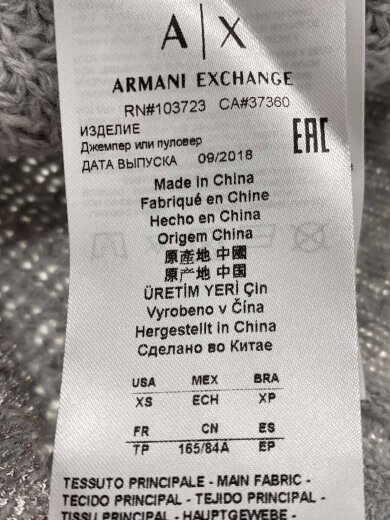 A|X
ARMANI EXCHANGE
RN#103723 CA#37360
ИЗДЕЛИЕ
Джемпер или пуловер
ДАТА ВЫПУСКА 09/2018
EAC
Made in China
Fabriqué en Chine
Hecho en China
Origem China
原產地 中國
原产地 中国
ÜRETİM YERİ Çin
Vyrobeno v Čína
Hergestellt in China
Сделано во Китае
USA MEX BRA
XS ECH XP
FR CN ES
TP 165/84A EP
TESSUTO PRINCIPALE - MAIN FABRIC -
TECIDO PRINCIPAL - TEJIDO PRINCIPAL -
TISSU PRINCIPAL - HAUPTGEWEBE -